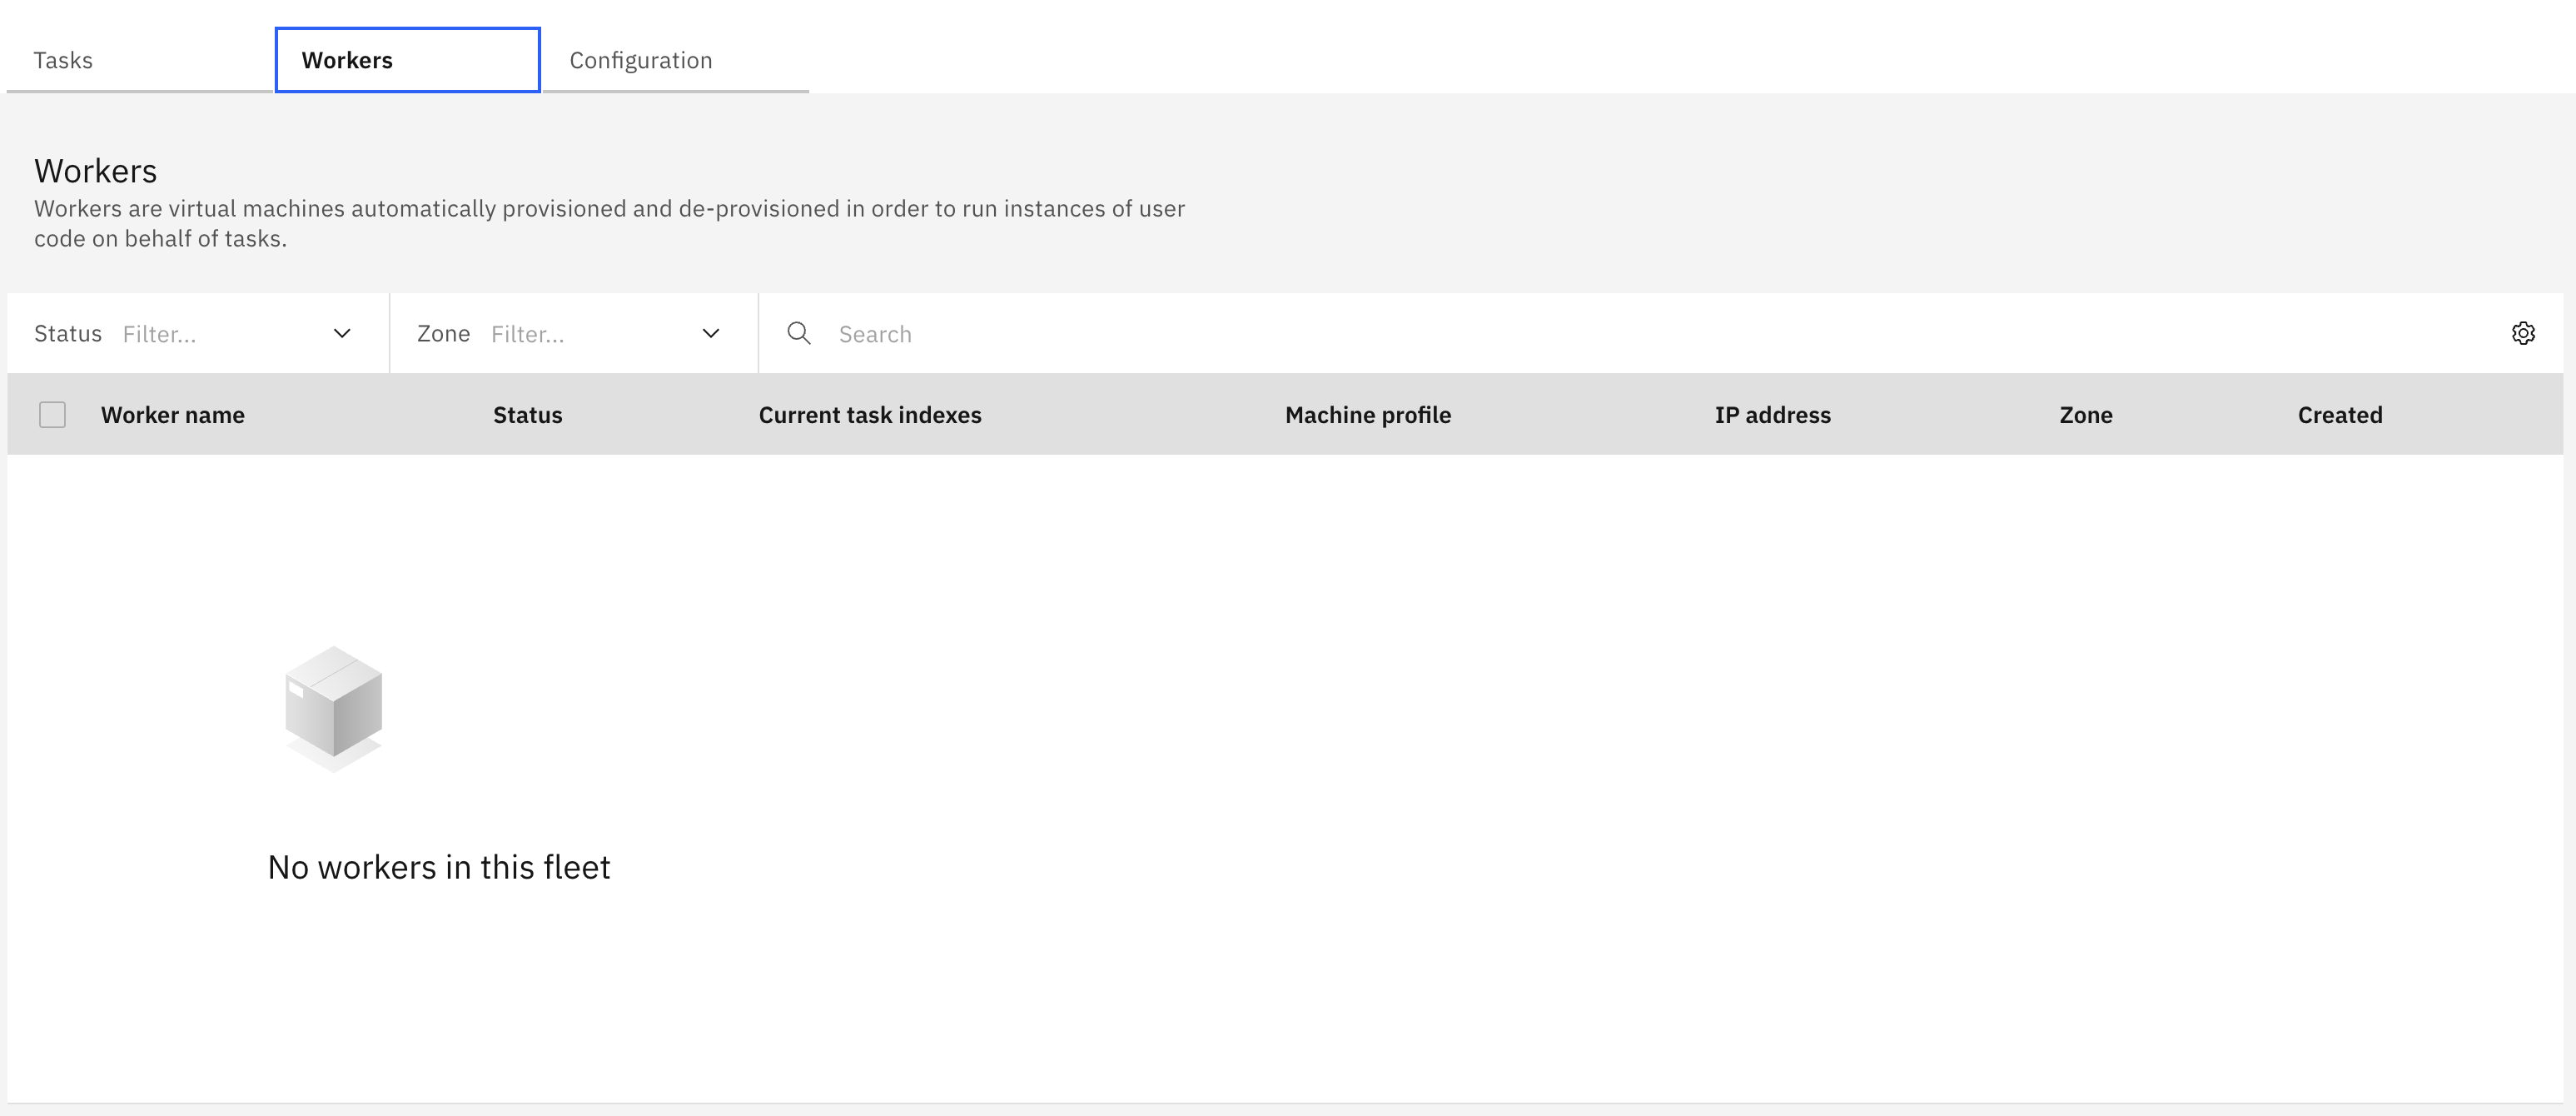 Tasks
Workers
Configuration
Workers
Workers are virtual machines automatically provisioned and de-provisioned in order to run instances of user
code on behalf of tasks.
Status Filter...
Zone Filter...
Search
Worker name Status Current task indexes Machine profile IP address Zone Created
No workers in this fleet